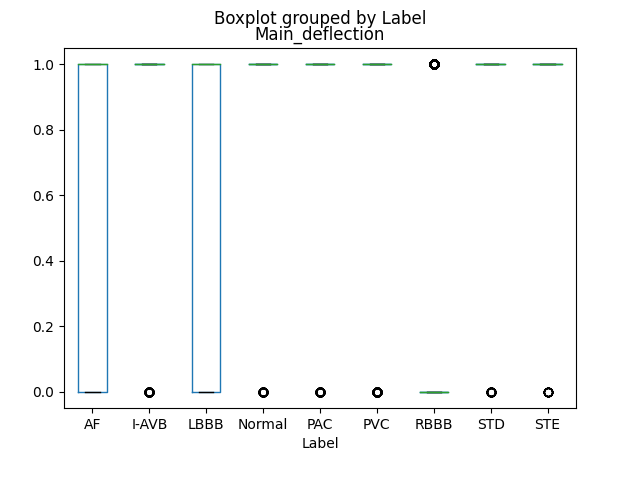 Boxplot grouped by Label
Main_deflection
1.0
0.8
0.6
0.4
0.2
0.0
AF I-AVB LBBB Normal PAC PVC RBBB STD STE
Label